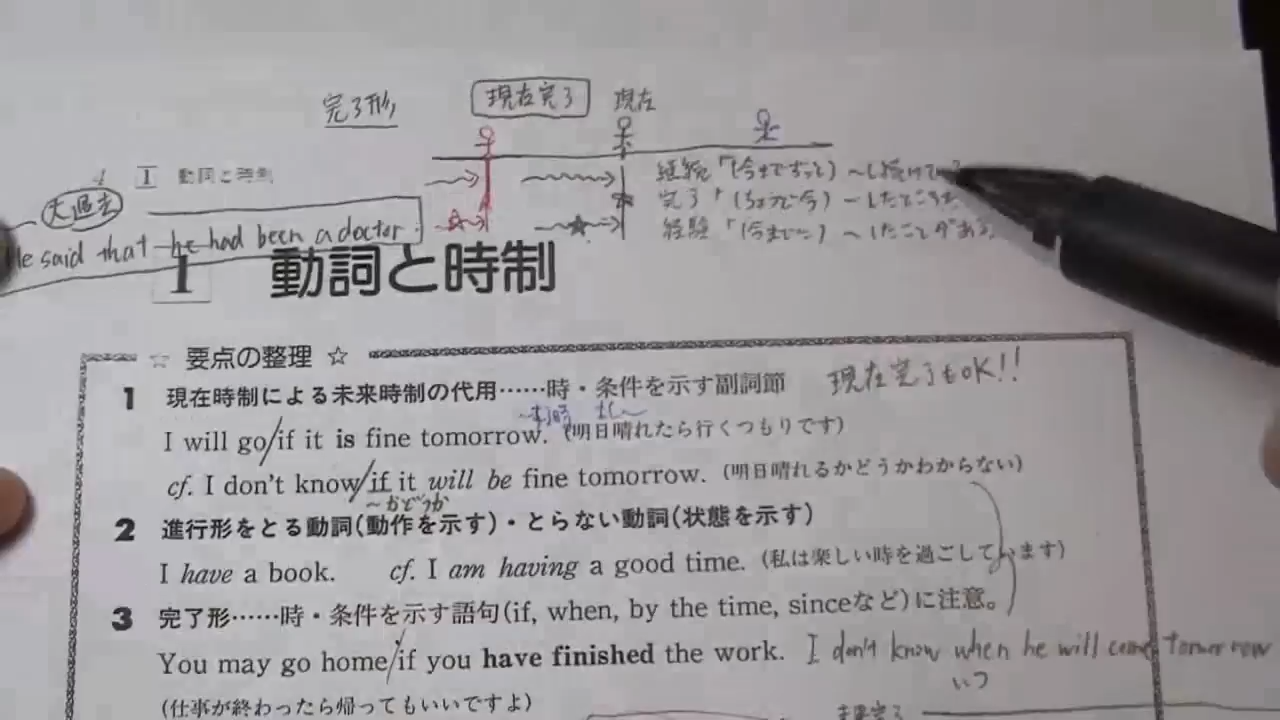 完了形
現在完了
現在
継続「(今までずっと)～し続けて
完了「(ちょうど今)～したところだ
経験「(今までに)～したことがある
I 動詞と時制
大過去
He said that he had been a doctor.
I 動詞と時制
☆ 要点の整理 ☆
1 現在時制による未来時制の代用……時・条件を示す副詞節
現在完了もOK!!
I will go/if it is fine tomorrow. (明日晴れたら行くつもりです)
cf. I don't know/if it will be fine tomorrow. (明日晴れるかどうかわからない)
～かどうか
2 進行形をとる動詞(動作を示す)・とらない動詞(状態を示す)
I have a book. cf. I am having a good time. (私は楽しい時を過ごしています)
3 完了形……時・条件を示す語句(if, when, by the time, sinceなど)に注意。
You may go home/if you have finished the work. I don't know when he will come tomorrow
いつ
(仕事が終わったら帰ってもいいですよ)
未来完了